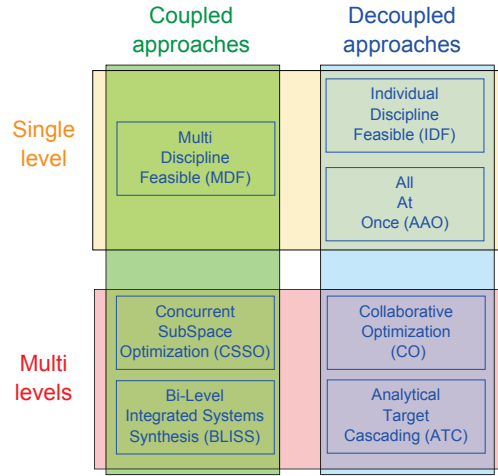 Coupled
approaches
Decoupled
approaches
Single
level
Multi
Discipline
Feasible (MDF)
Individual
Discipline
Feasible (IDF)
All
At
Once (AAO)
Multi
levels
Concurrent
SubSpace
Optimization (CSSO)
Collaborative
Optimization
(CO)
Bi-Level
Integrated Systems
Synthesis (BLISS)
Analytical
Target
Cascading (ATC)